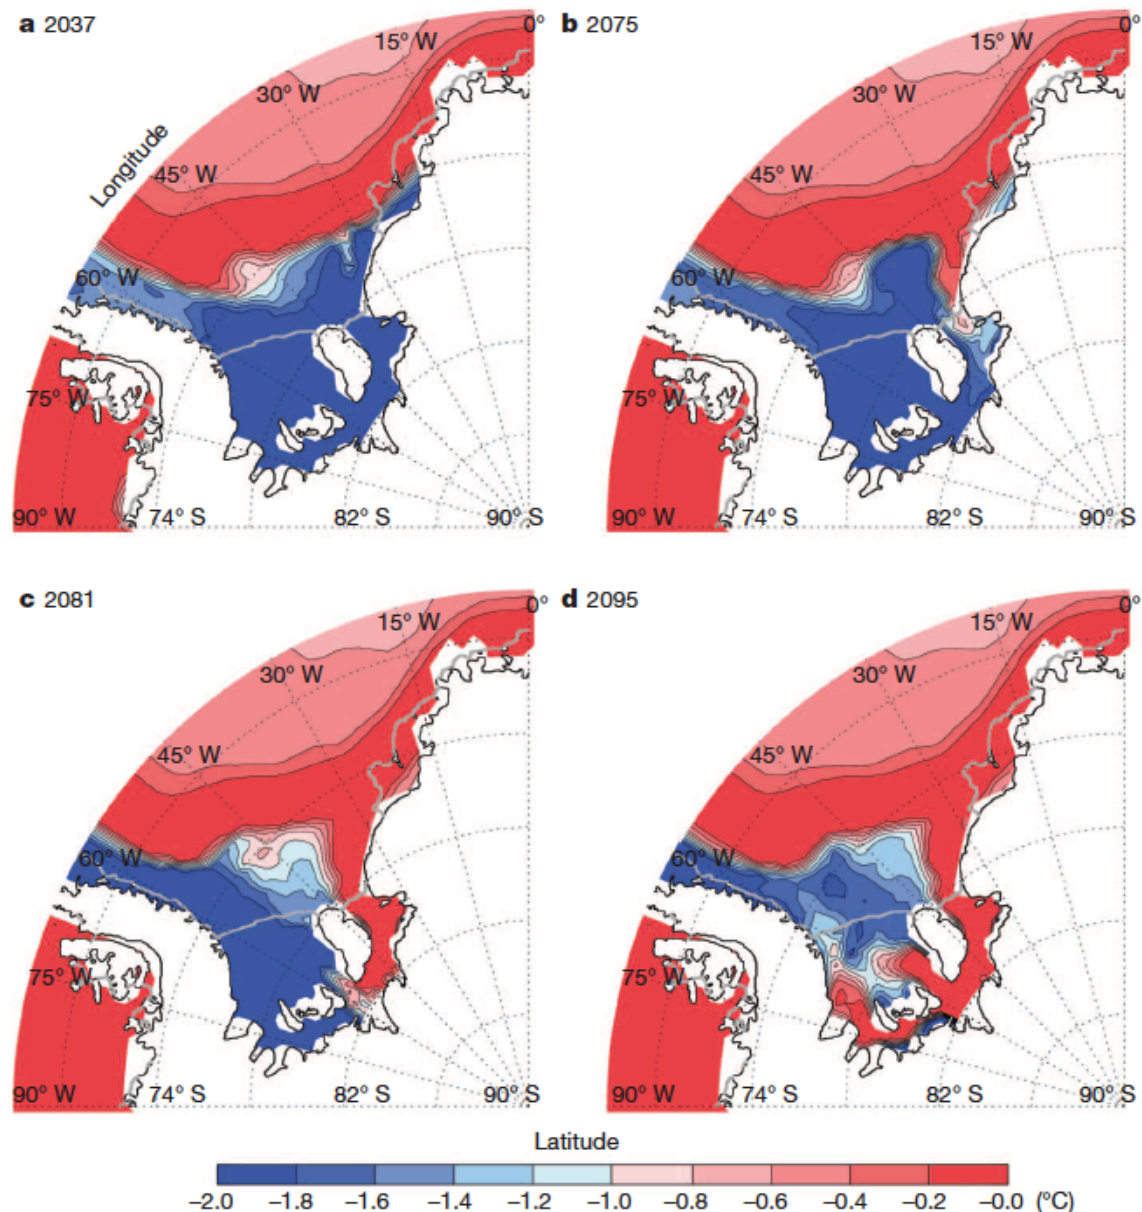 a 2037
0°
15° W
30° W
Longitude
45° W
60° W
75° W
90° W
74° S
82° S
90° S
b 2075
0°
15° W
30° W
45° W
60° W
75° W
90° W
74° S
82° S
90° S
c 2081
0°
15° W
30° W
45° W
60° W
75° W
90° W
74° S
82° S
90° S
d 2095
0°
15° W
30° W
45° W
60° W
75° W
90° W
74° S
82° S
90° S
Latitude
–2.0 –1.8 –1.6 –1.4 –1.2 –1.0 –0.8 –0.6 –0.4 –0.2 –0.0 (°C)